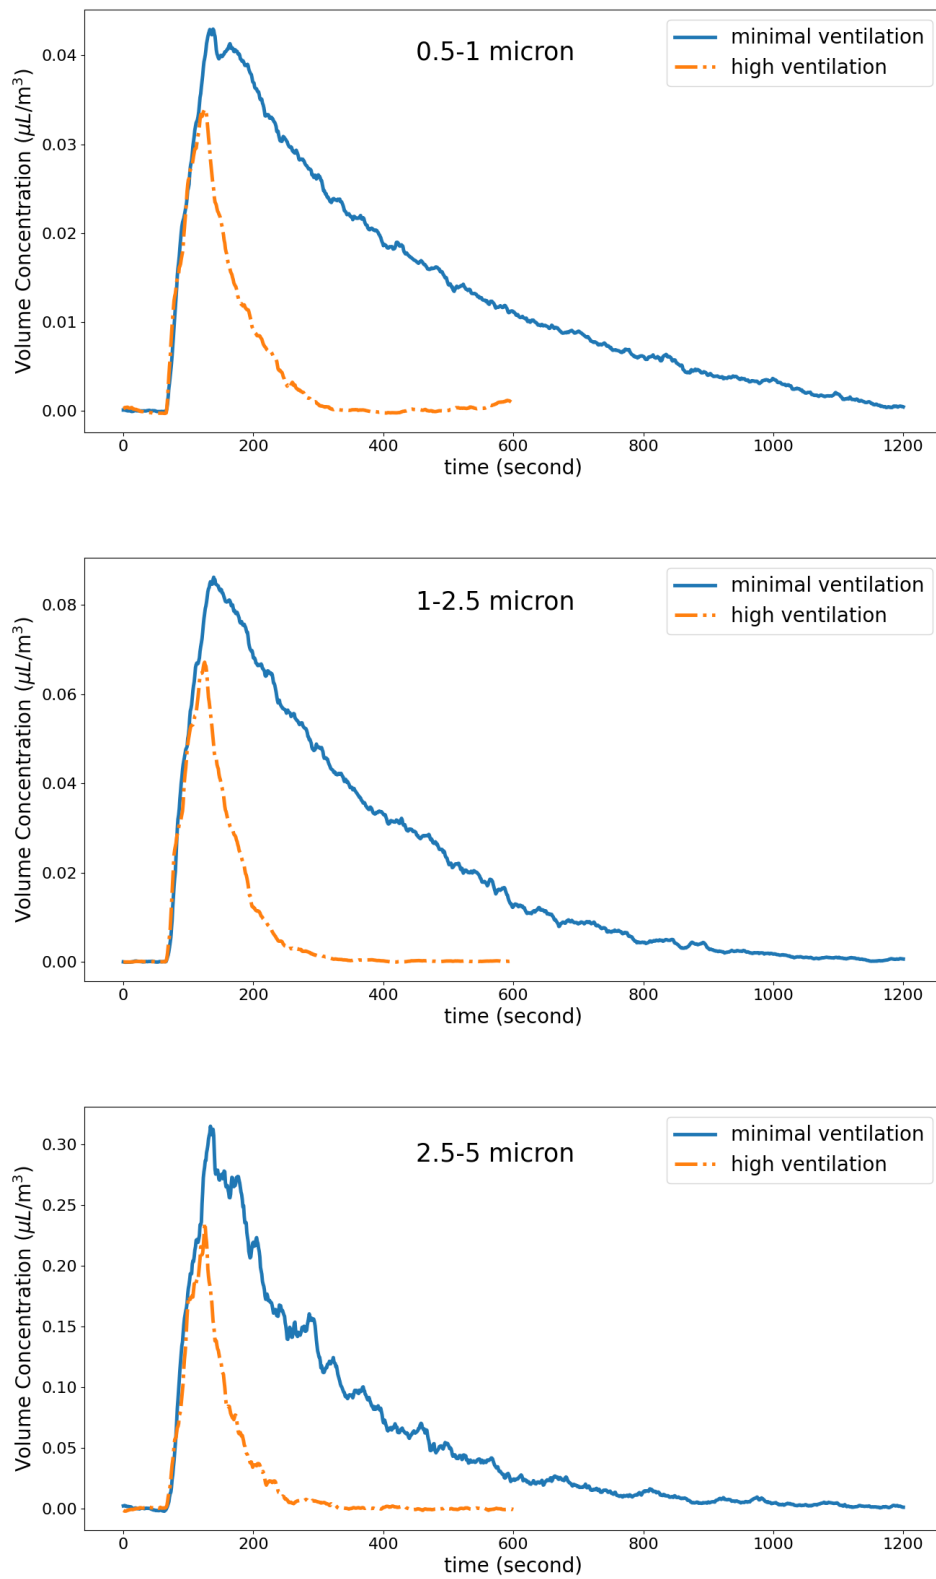 0.5-1 micron
minimal ventilation
high ventilation
Volume Concentration (μL/m³)
0.04
0.03
0.02
0.01
0.00
0 200 400 600 800 1000 1200
time (second)
1-2.5 micron
minimal ventilation
high ventilation
Volume Concentration (μL/m³)
0.08
0.06
0.04
0.02
0.00
0 200 400 600 800 1000 1200
time (second)
2.5-5 micron
minimal ventilation
high ventilation
Volume Concentration (μL/m³)
0.30
0.25
0.20
0.15
0.10
0.05
0.00
0 200 400 600 800 1000 1200
time (second)